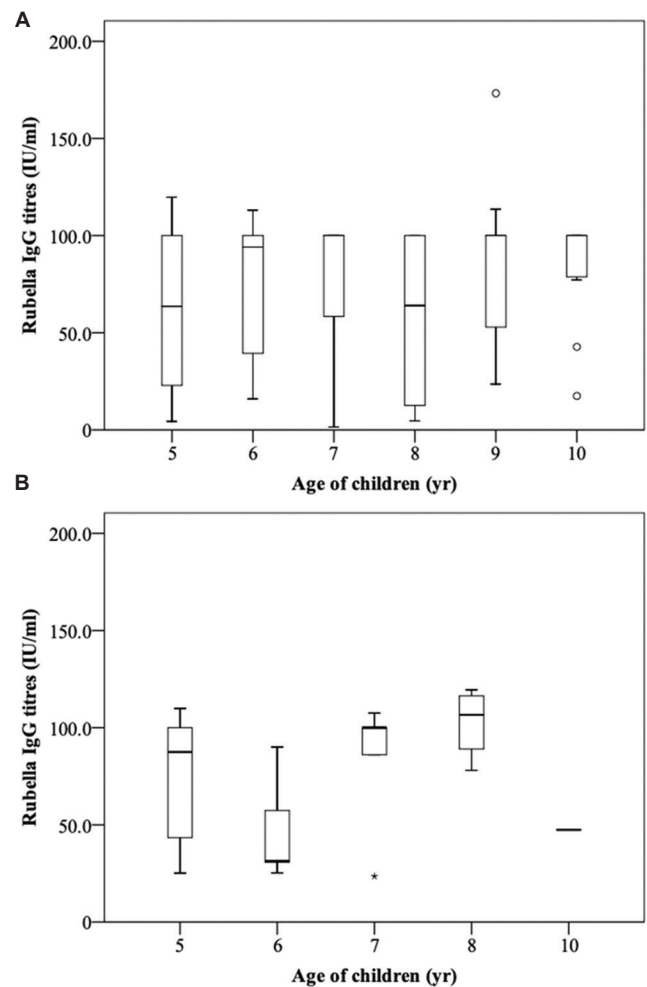 A
Rubella IgG titres (IU/ml)
200.0
150.0
100.0
50.0
0
5 6 7 8 9 10
Age of children (yr)
B
Rubella IgG titres (IU/ml)
200.0
150.0
100.0
50.0
0
5 6 7 8 10
Age of children (yr)